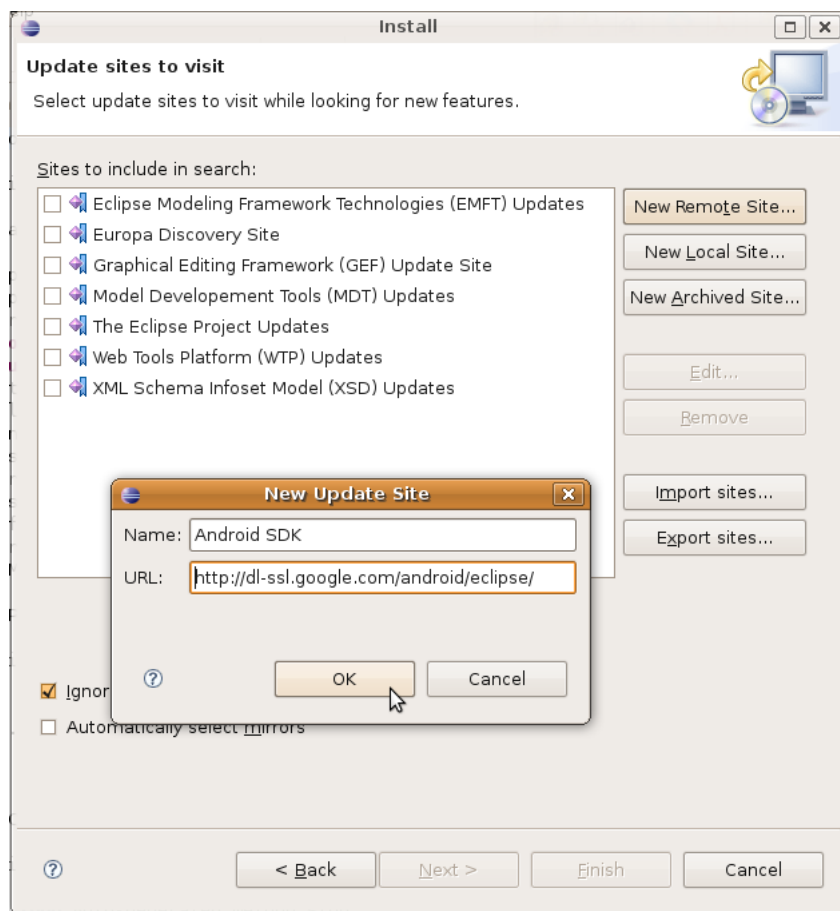 Install
Update sites to visit
Select update sites to visit while looking for new features.
Sites to include in search:
Eclipse Modeling Framework Technologies (EMFT) Updates
Europa Discovery Site
Graphical Editing Framework (GEF) Update Site
Model Developement Tools (MDT) Updates
The Eclipse Project Updates
Web Tools Platform (WTP) Updates
XML Schema Infoset Model (XSD) Updates
New Remote Site...
New Local Site...
New Archived Site...
Edit...
Remove
Import sites...
Export sites...
New Update Site
Name: Android SDK
URL: http://dl-ssl.google.com/android/eclipse/
OK
Cancel
Ignor
Automatically select mirrors
< Back
Next >
Finish
Cancel